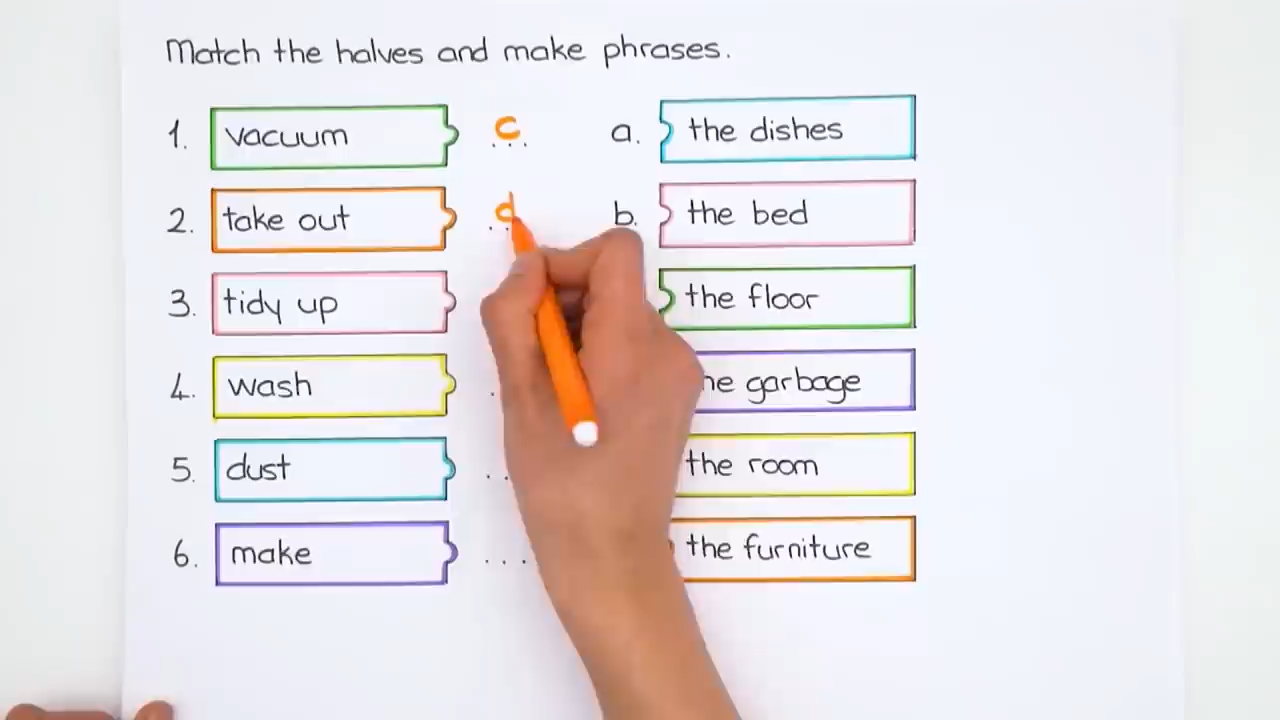 Match the halves and make phrases.
1. vacuum c a. the dishes
2. take out d b. the bed
3. tidy up the floor
4. wash he garbage
5. dust the room
6. make the furniture